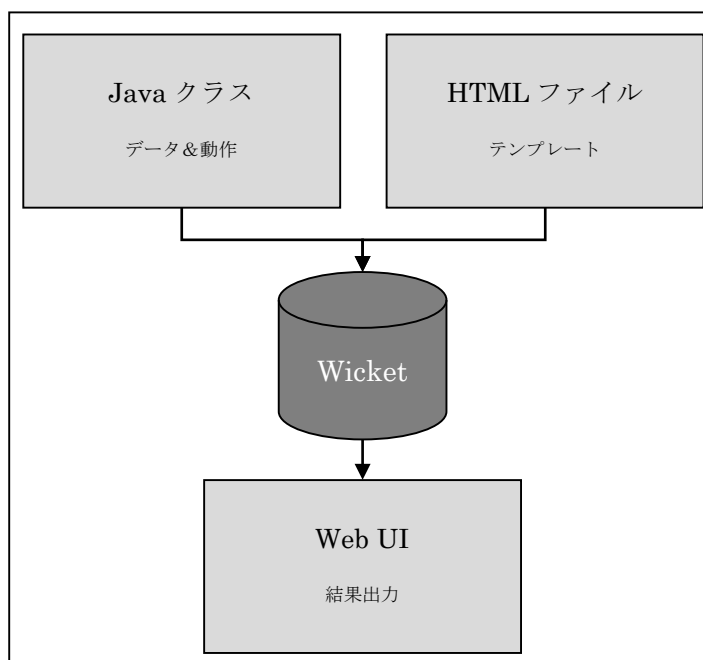 Java クラス
データ＆動作
HTML ファイル
テンプレート
Wicket
Web UI
結果出力